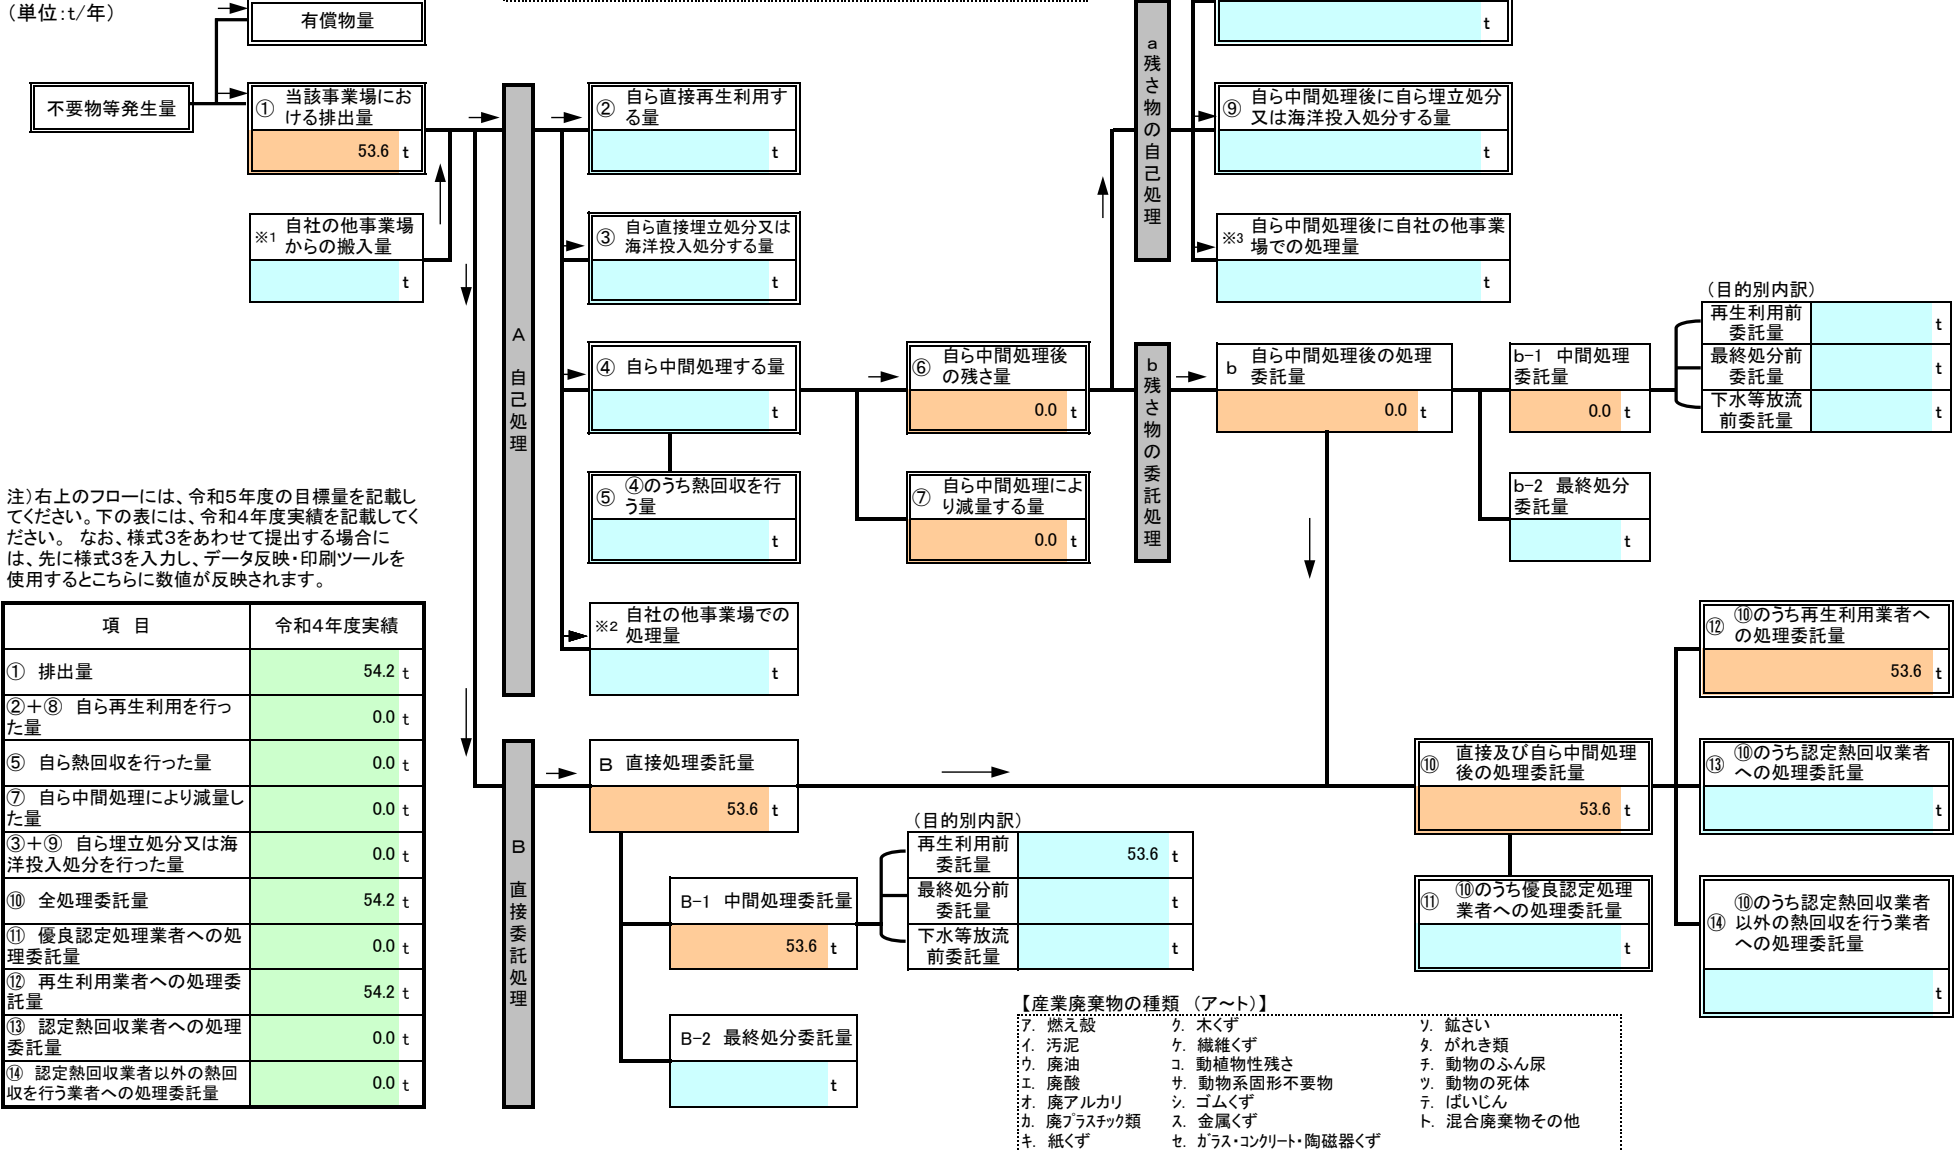 （単位：t/年）
有償物量
不要物等発生量
① 当該事業場にお
ける排出量
53.6 t
※1 自社の他事業場
からの搬入量
t
A 自己処理
② 自ら直接再生利用す
る量
t
③ 自ら直接埋立処分又は
海洋投入処分する量
t
④ 自ら中間処理する量
t
⑤ ④のうち熱回収を行
う量
t
※2 自社の他事業場での
処理量
t
⑥ 自ら中間処理後
の残さ量
0.0 t
⑦ 自ら中間処理によ
り減量する量
0.0 t
a残さ物の自己処理
t
⑨ 自ら中間処理後に自ら埋立処分
又は海洋投入処分する量
t
※3 自ら中間処理後に自社の他事業
場での処理量
t
b残さ物の委託処理
b 自ら中間処理後の処理
委託量
0.0 t
b-1 中間処理
委託量
0.0 t
b-2 最終処分
委託量
t
（目的別内訳）
再生利用前
委託量
t
最終処分前
委託量
t
下水等放流
前委託量
t
注）右上のフローには、令和5年度の目標量を記載し
てください。下の表には、令和4年度実績を記載してく
ださい。 なお、様式3をあわせて提出する場合に
は、先に様式3を入力し、データ反映・印刷ツールを
使用するとこちらに数値が反映されます。
項 目 令和4年度実績
① 排出量 54.2 t
②＋⑧ 自ら再生利用を行っ
た量 0.0 t
⑤ 自ら熱回収を行った量 0.0 t
⑦ 自ら中間処理により減量し
た量 0.0 t
③＋⑨ 自ら埋立処分又は海
洋投入処分を行った量 0.0 t
⑩ 全処理委託量 54.2 t
⑪ 優良認定処理業者への処
理委託量 0.0 t
⑫ 再生利用業者への処理委
託量 54.2 t
⑬ 認定熱回収業者への処理
委託量 0.0 t
⑭ 認定熱回収業者以外の熱回
収を行う業者への処理委託量 0.0 t
B 直接委託処理
B 直接処理委託量
53.6 t
B-1 中間処理委託量
53.6 t
B-2 最終処分委託量
t
（目的別内訳）
再生利用前
委託量
53.6 t
最終処分前
委託量
t
下水等放流
前委託量
t
⑩ 直接及び自ら中間処理
後の処理委託量
53.6 t
⑪ ⑩のうち優良認定処理
業者への処理委託量
t
⑫ ⑩のうち再生利用業者へ
の処理委託量
53.6 t
⑬ ⑩のうち認定熱回収業者
への処理委託量
t
⑭ ⑩のうち認定熱回収業者
以外の熱回収を行う業者
への処理委託量
t
【産業廃棄物の種類 （ア～ト）】
ア. 燃え殻 ク. 木くず ソ. 鉱さい
イ. 汚泥 ケ. 繊維くず タ. がれき類
ウ. 廃油 コ. 動植物性残さ チ. 動物のふん尿
エ. 廃酸 サ. 動物系固形不要物 ツ. 動物の死体
オ. 廃アルカリ シ. ゴムくず テ. ばいじん
カ. 廃プラスチック類 ス. 金属くず ト. 混合廃棄物その他
キ. 紙くず セ. ガラス・コンクリート・陶磁器くず